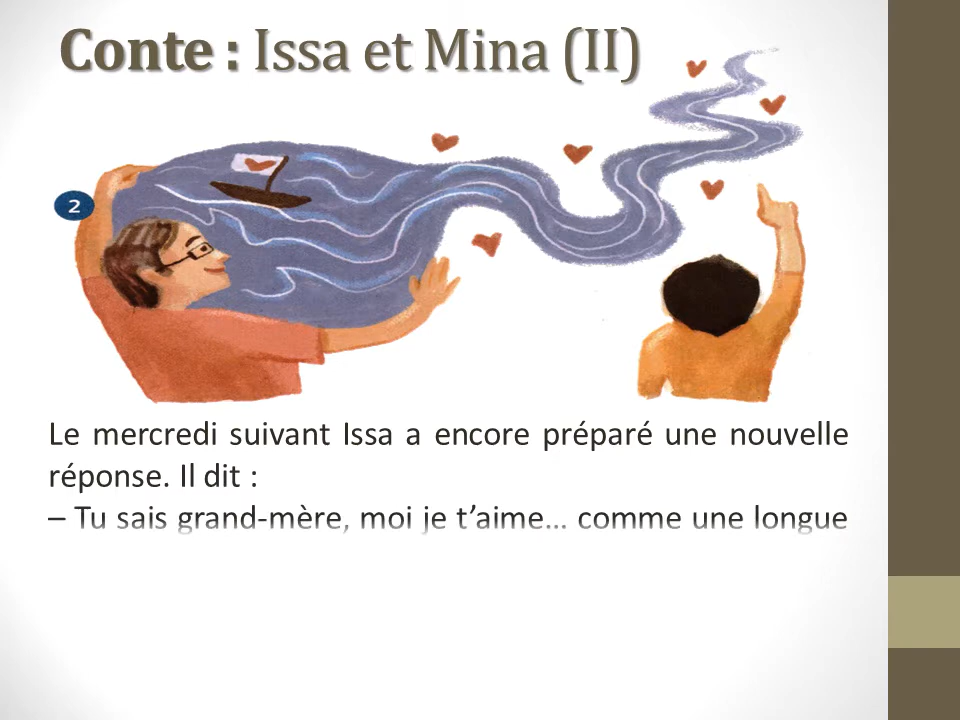 Conte : Issa et Mina (II)
2
Le mercredi suivant Issa a encore préparé une nouvelle
réponse. Il dit :
– Tu sais grand-mère, moi je t’aime… comme une longue